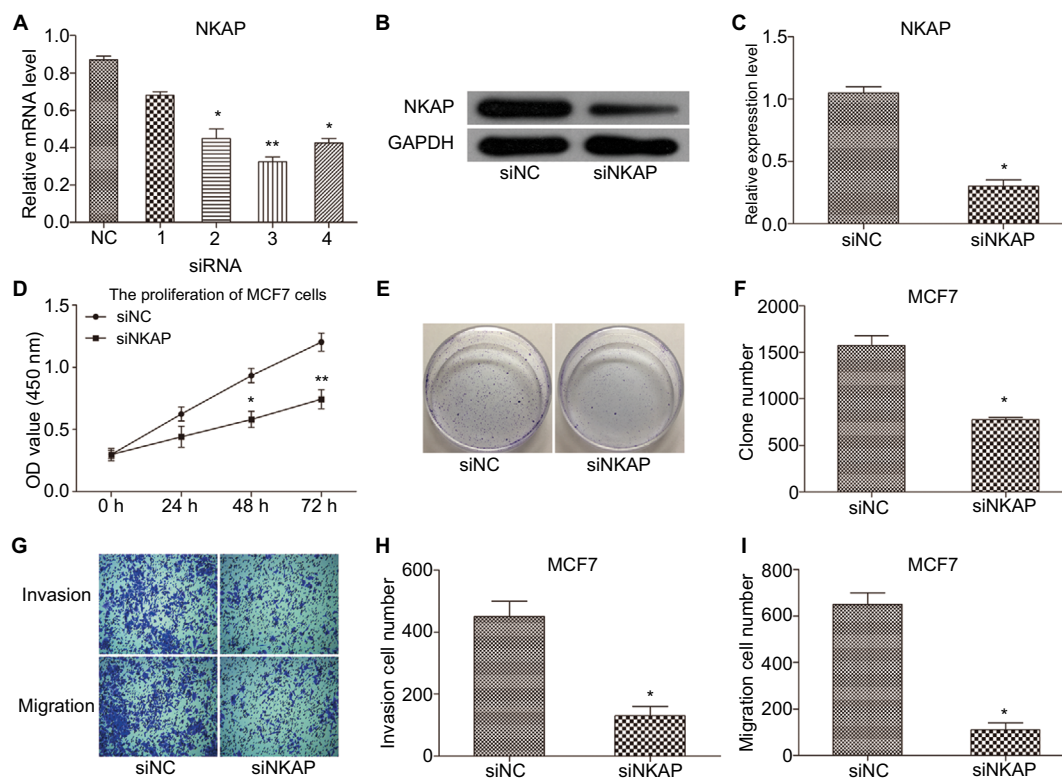 A
NKAP
Relative mRNA level
1.0
0.8
0.6
0.4
0.2
0.0
*
**
*
NC 1 2 3 4
siRNA
B
NKAP
GAPDH
siNC siNKAP
C
NKAP
Relative expresstion level
1.5
1.0
0.5
0.0
*
siNC siNKAP
D
The proliferation of MCF7 cells
OD value (450 nm)
1.5
1.0
0.5
0.0
siNC
siNKAP
*
**
0 h 24 h 48 h 72 h
E
siNC siNKAP
F
MCF7
Clone number
2000
1500
1000
500
0
*
siNC siNKAP
G
Invasion
Migration
siNC siNKAP
H
MCF7
Invasion cell number
600
400
200
0
*
siNC siNKAP
I
MCF7
Migration cell number
800
600
400
200
0
*
siNC siNKAP